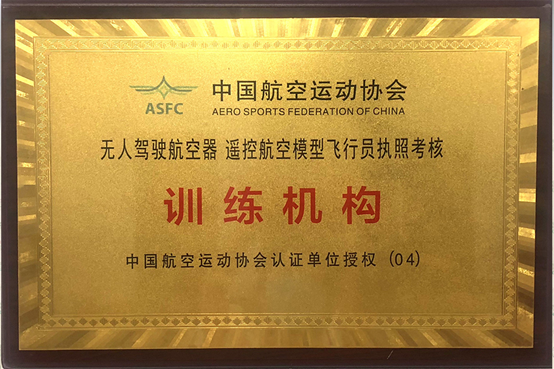 中国航空运动协会
ASFC AERO SPORTS FEDERATION OF CHINA
无人驾驶航空器 遥控航空模型飞行员执照考核
训练机构
中国航空运动协会认证单位授权（04）